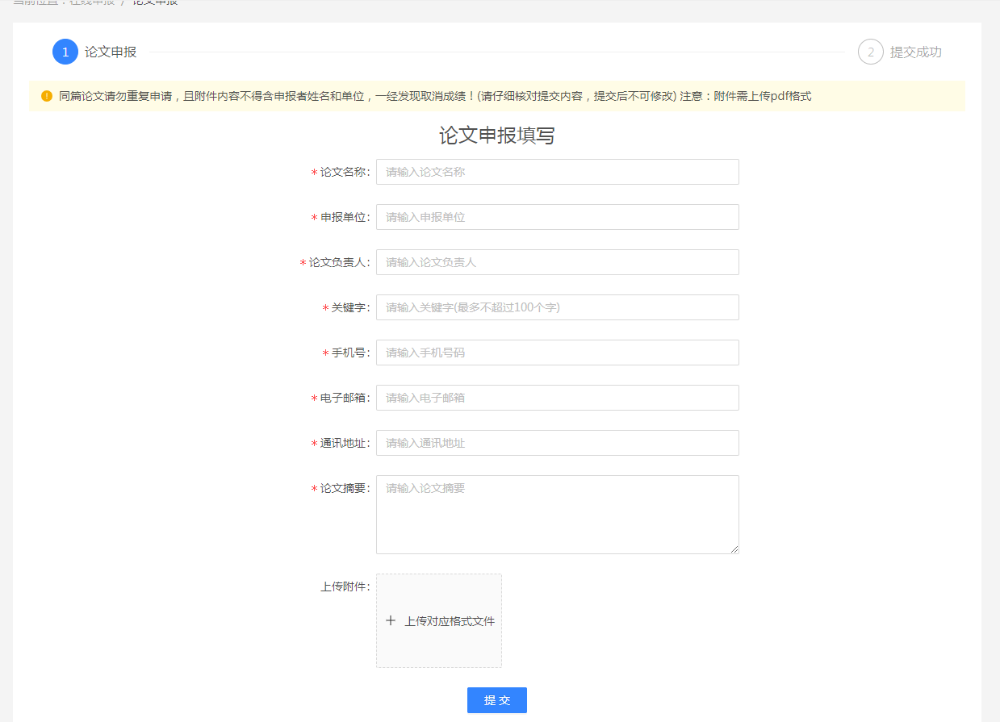 当前位置：在线申报 / 论文申报
1 论文申报
2 提交成功
! 同篇论文请勿重复申请，且附件内容不得含申报者姓名和单位，一经发现取消成绩！(请仔细核对提交内容，提交后不可修改) 注意：附件需上传pdf格式
论文申报填写
* 论文名称: 请输入论文名称
* 申报单位: 请输入申报单位
* 论文负责人: 请输入论文负责人
* 关键字: 请输入关键字(最多不超过100个字)
* 手机号: 请输入手机号码
* 电子邮箱: 请输入电子邮箱
* 通讯地址: 请输入通讯地址
* 论文摘要: 请输入论文摘要
上传附件:
+ 上传对应格式文件
提 交